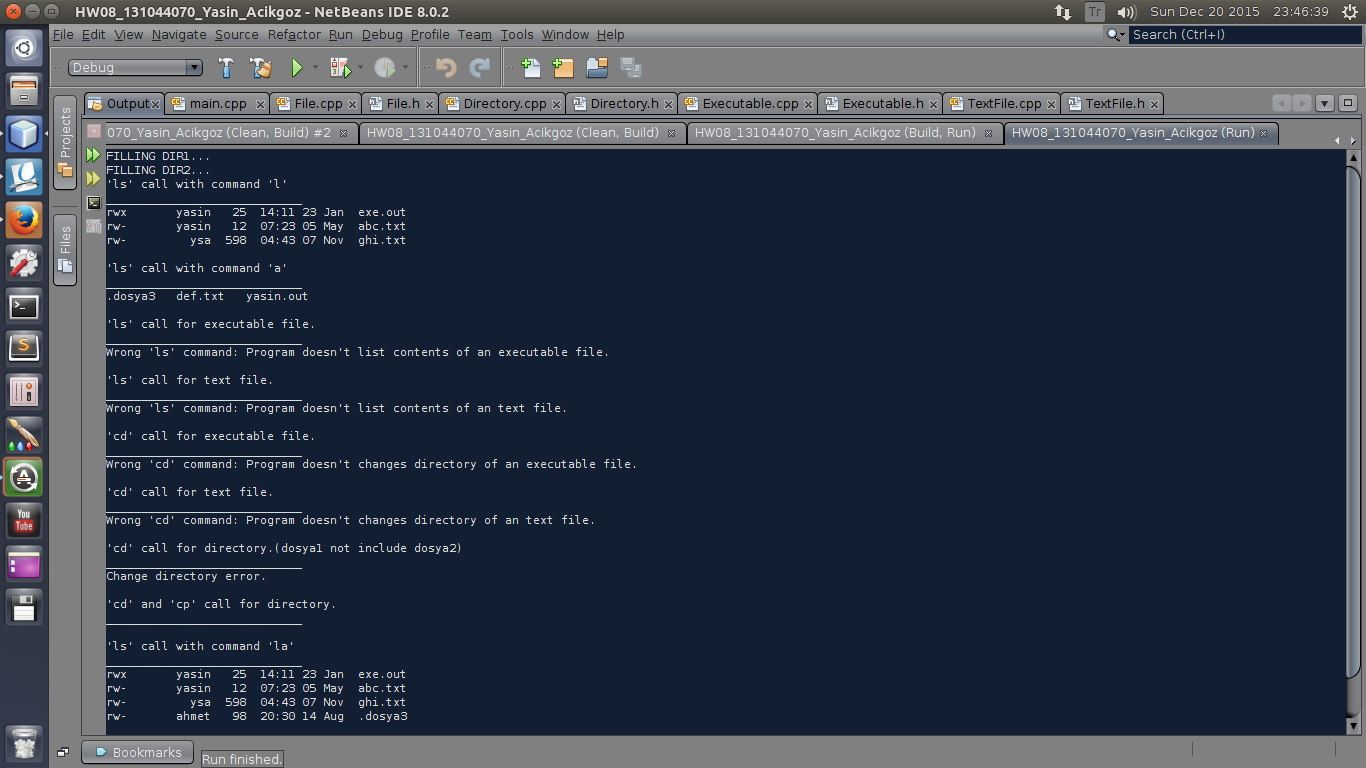 HW08_131044070_Yasin_Acikgoz - NetBeans IDE 8.0.2
Tr
Sun Dec 20 2015 23:46:39
File Edit View Navigate Source Refactor Run Debug Profile Team Tools Window Help
Search (Ctrl+I)
Debug
Output main.cpp File.cpp File.h Directory.cpp Directory.h Executable.cpp Executable.h TextFile.cpp TextFile.h
Projects
Files
070_Yasin_Acikgoz (Clean, Build) #2 HW08_131044070_Yasin_Acikgoz (Clean, Build) HW08_131044070_Yasin_Acikgoz (Build, Run) HW08_131044070_Yasin_Acikgoz (Run)
FILLING DIR1...
FILLING DIR2...
'ls' call with command 'l'
____________________________
rwx yasin 25 14:11 23 Jan exe.out
rw- yasin 12 07:23 05 May abc.txt
rw- ysa 598 04:43 07 Nov ghi.txt
'ls' call with command 'a'
____________________________
.dosya3 def.txt yasin.out
'ls' call for executable file.
____________________________
Wrong 'ls' command: Program doesn't list contents of an executable file.
'ls' call for text file.
____________________________
Wrong 'ls' command: Program doesn't list contents of an text file.
'cd' call for executable file.
____________________________
Wrong 'cd' command: Program doesn't changes directory of an executable file.
'cd' call for text file.
____________________________
Wrong 'cd' command: Program doesn't changes directory of an text file.
'cd' call for directory.(dosya1 not include dosya2)
____________________________
Change directory error.
'cd' and 'cp' call for directory.
____________________________
'ls' call with command 'la'
____________________________
rwx yasin 25 14:11 23 Jan exe.out
rw- yasin 12 07:23 05 May abc.txt
rw- ysa 598 04:43 07 Nov ghi.txt
rw- ahmet 98 20:30 14 Aug .dosya3
You Tube
Bookmarks
Run finished.